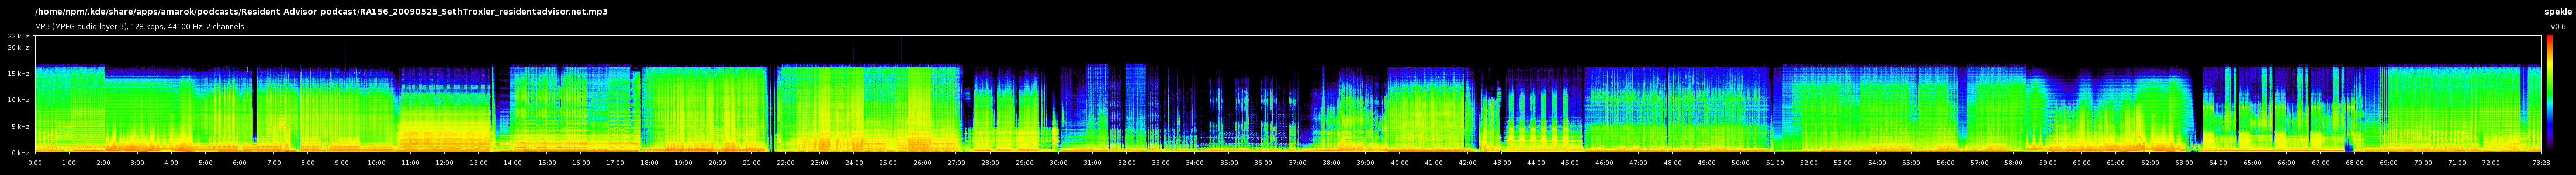 /home/npm/.kde/share/apps/amarok/podcasts/Resident Advisor podcast/RA156_20090525_SethTroxler_residentadvisor.net.mp3
spekle
MP3 (MPEG audio layer 3), 128 kbps, 44100 Hz, 2 channels
v0.6
22 kHz
20 kHz
15 kHz
10 kHz
5 kHz
0 kHz
0:00 1:00 2:00 3:00 4:00 5:00 6:00 7:00 8:00 9:00 10:00 11:00 12:00 13:00 14:00 15:00 16:00 17:00 18:00 19:00 20:00 21:00 22:00 23:00 24:00 25:00 26:00 27:00 28:00 29:00 30:00 31:00 32:00 33:00 34:00 35:00 36:00 37:00 38:00 39:00 40:00 41:00 42:00 43:00 44:00 45:00 46:00 47:00 48:00 49:00 50:00 51:00 52:00 53:00 54:00 55:00 56:00 57:00 58:00 59:00 60:00 61:00 62:00 63:00 64:00 65:00 66:00 67:00 68:00 69:00 70:00 71:00 72:00 73:28